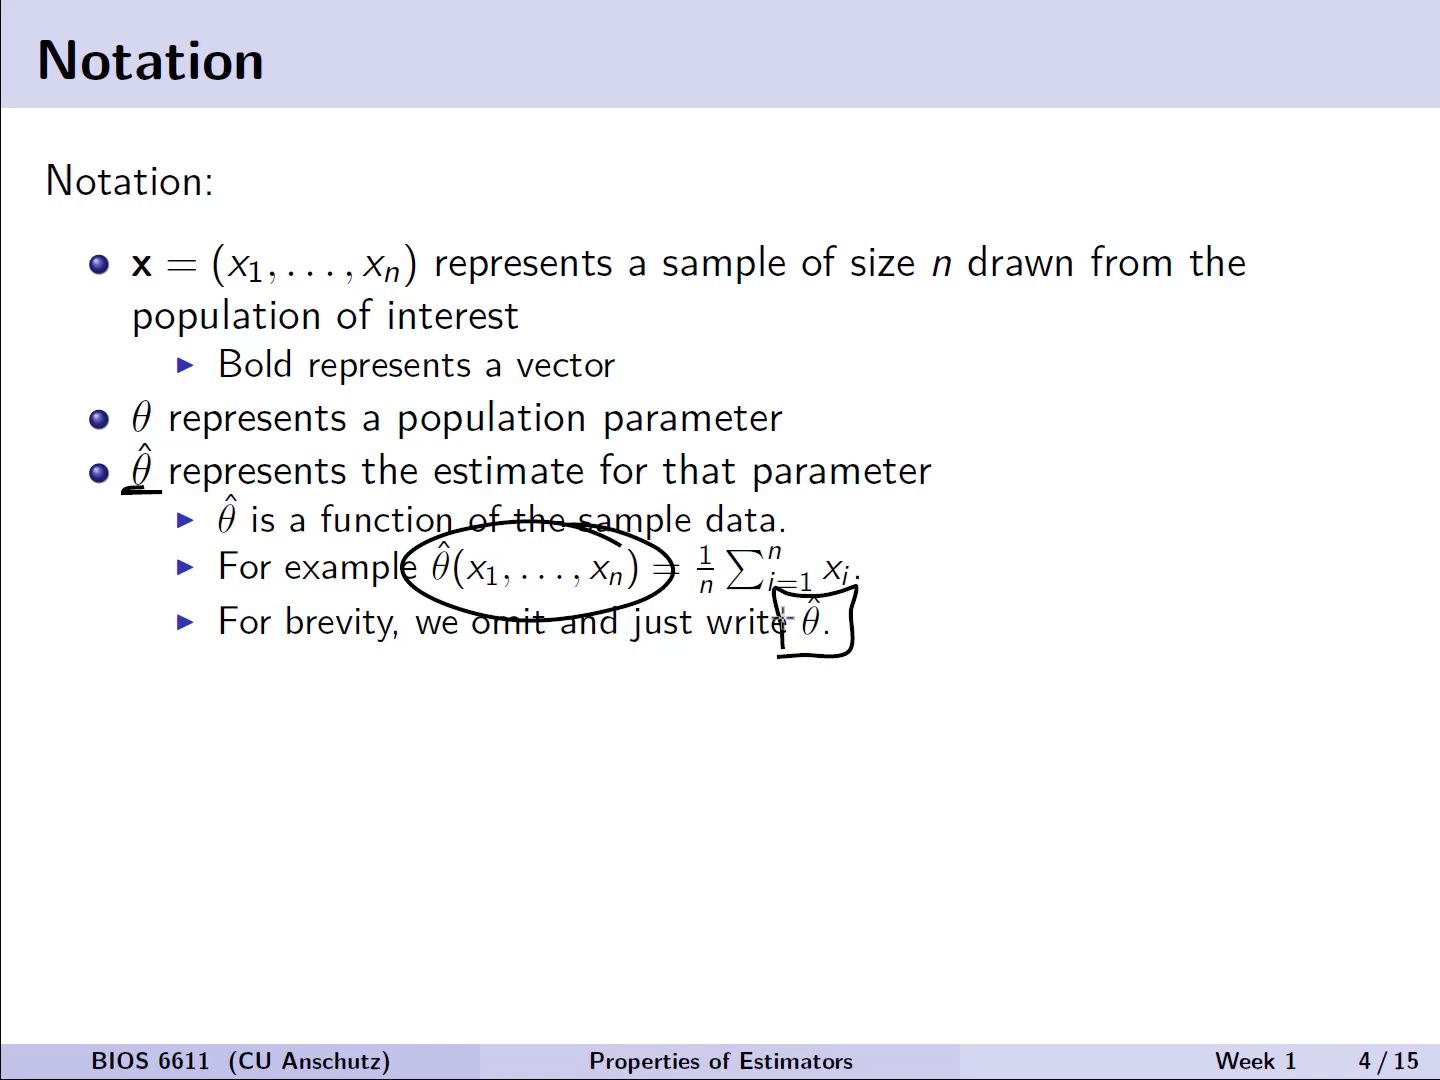 Notation
Notation:
x = (x₁, . . . , xₙ) represents a sample of size n drawn from the
population of interest
Bold represents a vector
θ represents a population parameter
θ̂ represents the estimate for that parameter
θ̂ is a function of the sample data.
For example θ̂(x₁, . . . , xₙ) = 1/n ∑ⁿᵢ₌₁ xᵢ.
For brevity, we omit and just write θ̂.
BIOS 6611 (CU Anschutz) Properties of Estimators Week 1 4 / 15